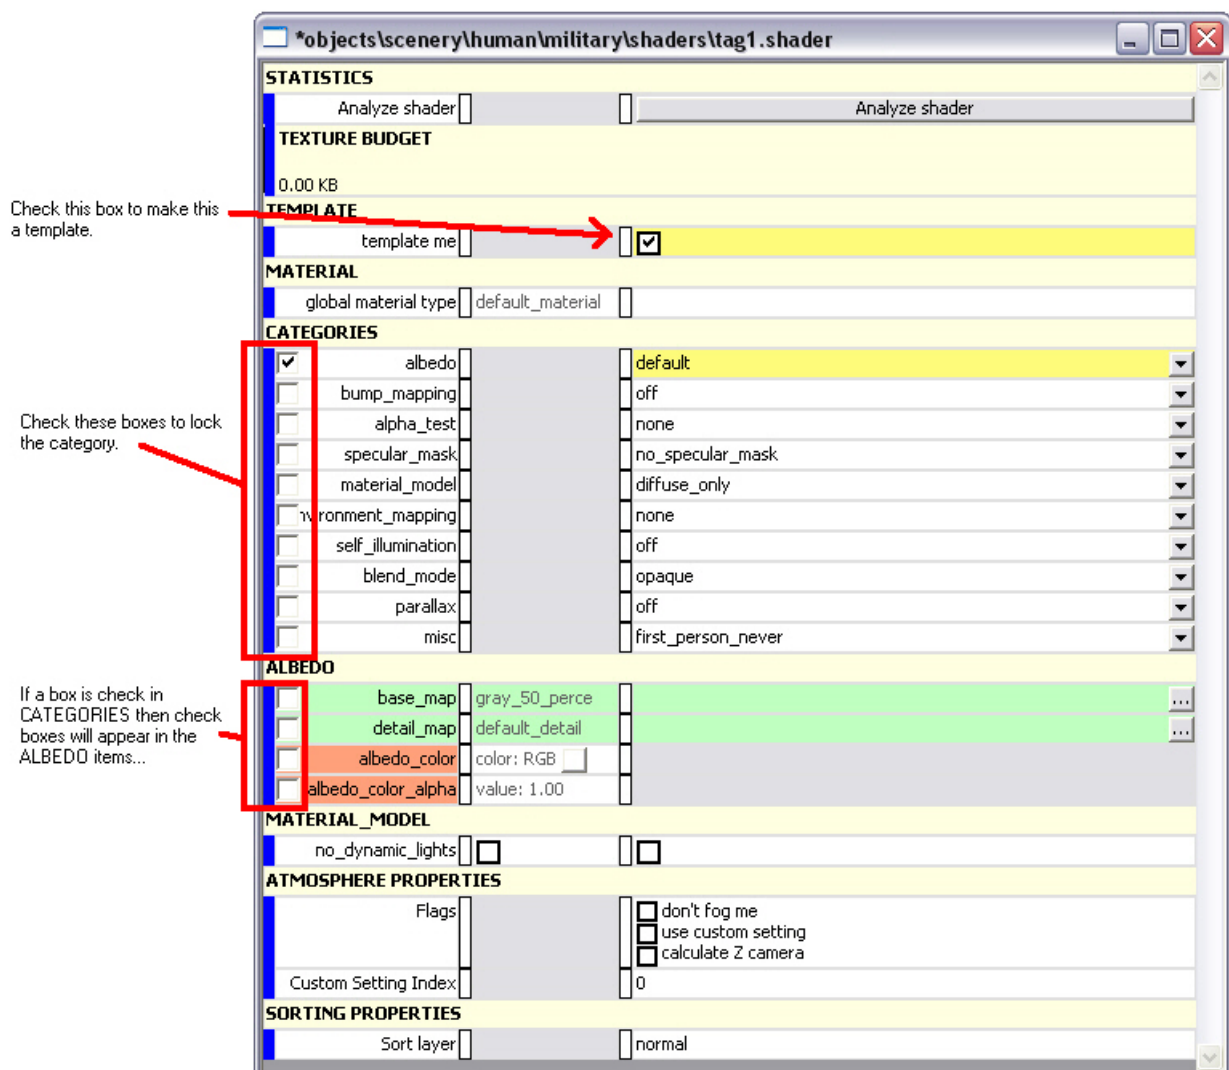 *objects\scenery\human\military\shaders\tag1.shader
STATISTICS
Analyze shader Analyze shader
TEXTURE BUDGET
0.00 KB
Check this box to make this
a template.
TEMPLATE
template me
MATERIAL
global material type default_material
CATEGORIES
albedo default
bump_mapping off
alpha_test none
Check these boxes to lock
the category.
specular_mask no_specular_mask
material_model diffuse_only
nvironment_mapping none
self_illumination off
blend_mode opaque
parallax off
misc first_person_never
ALBEDO
If a box is check in
CATEGORIES then check
boxes will appear in the
ALBEDO items...
base_map gray_50_perce ...
detail_map default_detail ...
albedo_color color: RGB
albedo_color_alpha value: 1.00
MATERIAL_MODEL
no_dynamic_lights
ATMOSPHERE PROPERTIES
Flags don't fog me
use custom setting
calculate Z camera
Custom Setting Index 0
SORTING PROPERTIES
Sort layer normal